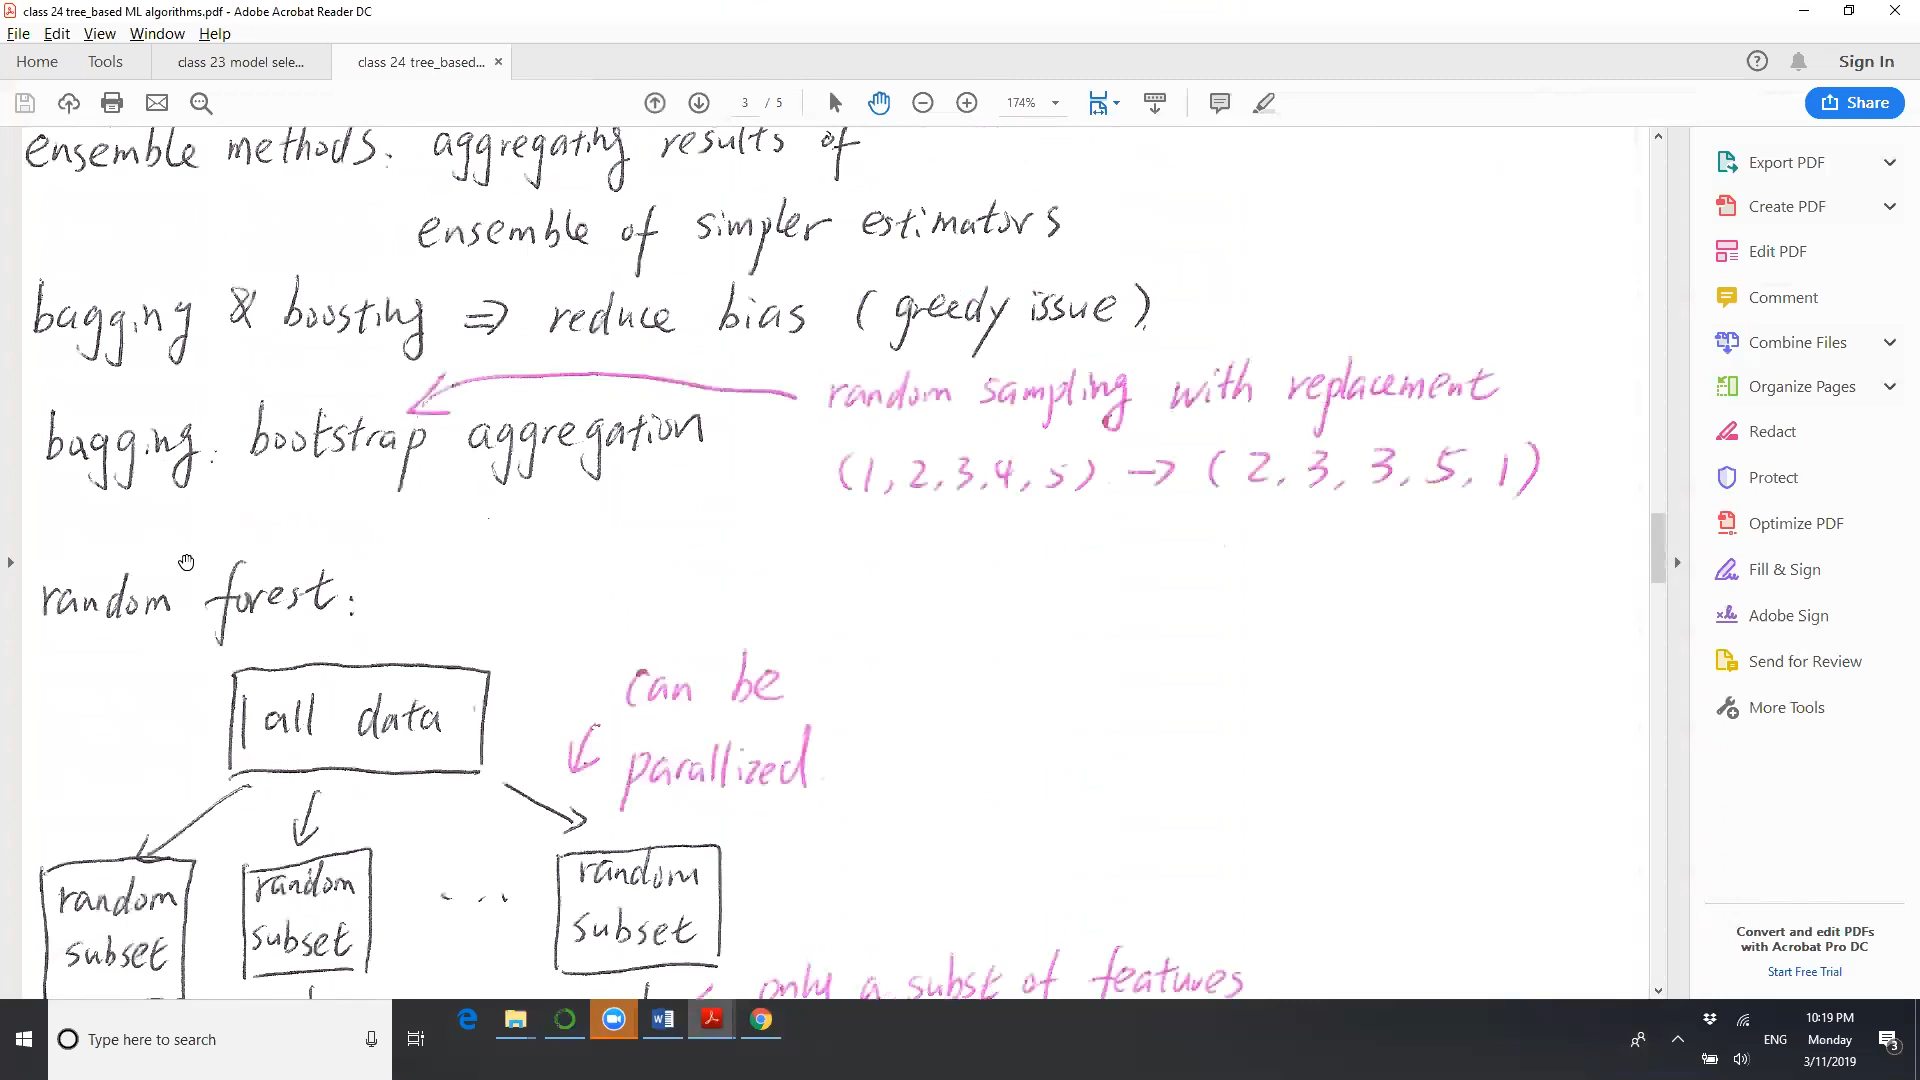 class 24 tree_based ML algorithms.pdf - Adobe Acrobat Reader DC
File Edit View Window Help
Home Tools class 23 model sele... class 24 tree_based... × Sign In
3 / 5 174% Share
ensemble methods: aggregating results of
ensemble of simpler estimators
bagging & boosting ⇒ reduce bias (greedy issue).
random sampling with replacement
bagging: bootstrap aggregation
(1, 2, 3, 4, 5) → (2, 3, 3, 5, 1)
random forest:
all data
can be
parallized
random
subset
random
subset
...
random
subset
only a subst of features
Export PDF
Create PDF
Edit PDF
Comment
Combine Files
Organize Pages
Redact
Protect
Optimize PDF
Fill & Sign
Adobe Sign
Send for Review
More Tools
Convert and edit PDFs
with Acrobat Pro DC
Start Free Trial
Type here to search
ENG
10:19 PM
Monday
3/11/2019
3